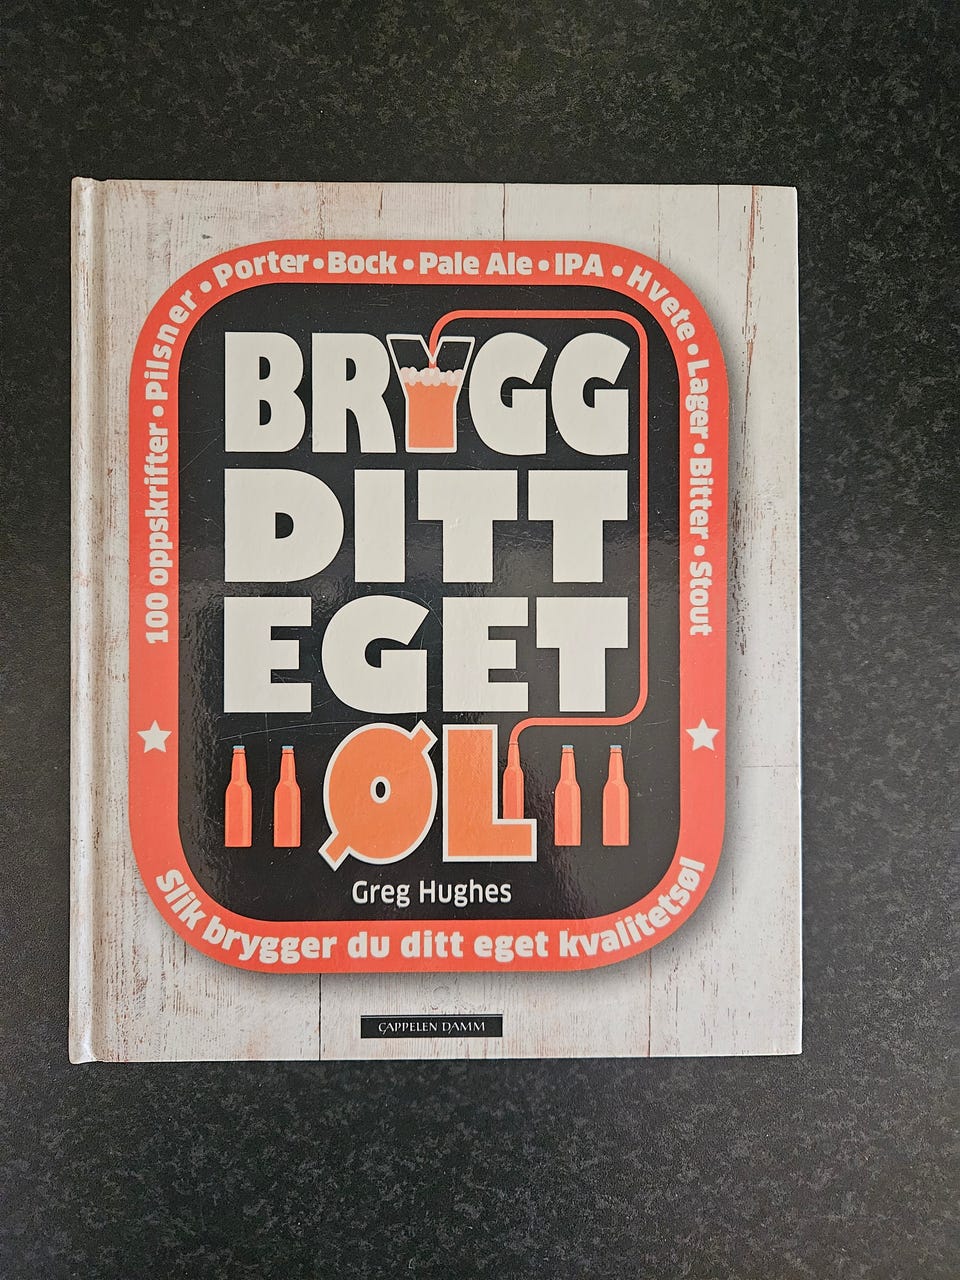 100 oppskrifter • Pilsner • Porter • Bock • Pale Ale • IPA • Hvete • Lager • Bitter • Stout
BRYGG
DITT
EGET
ØL
Greg Hughes
Slik brygger du ditt eget kvalitetsøl
CAPPELEN DAMM